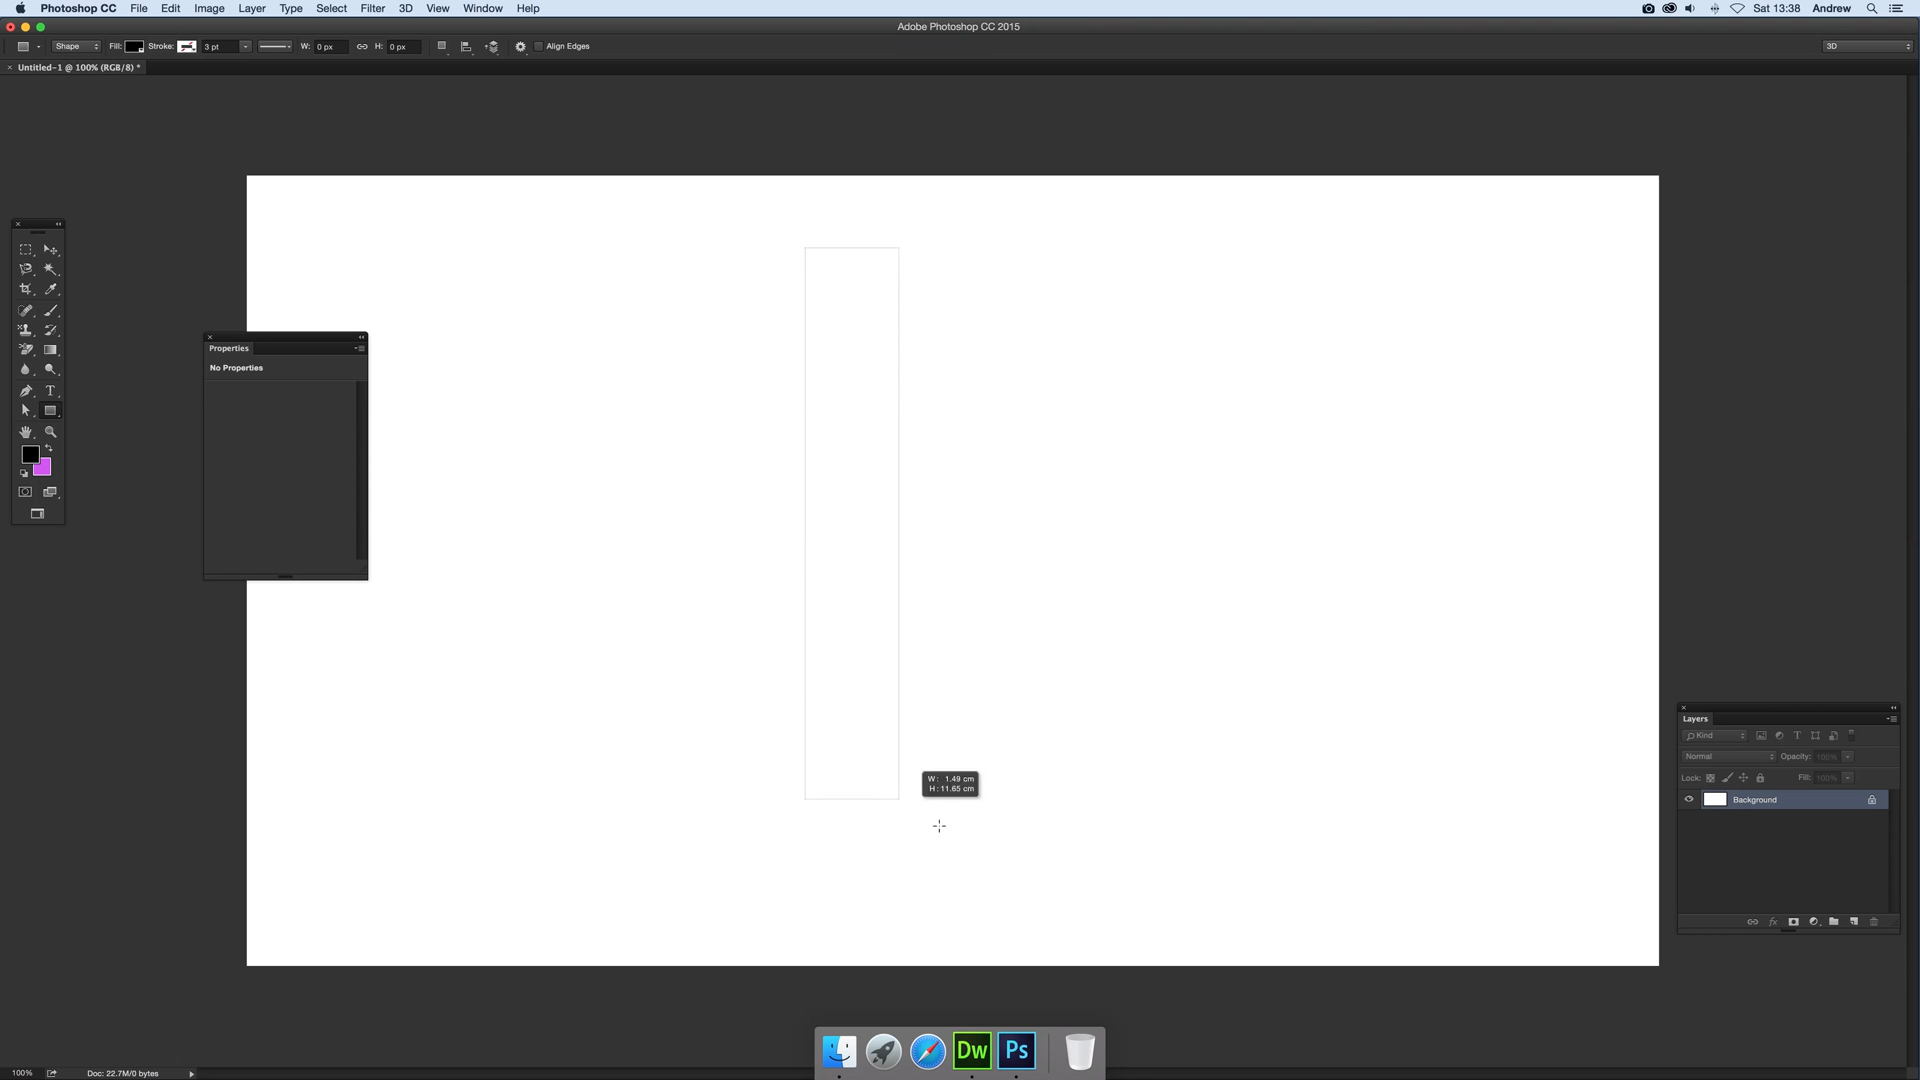 Photoshop CC File Edit Image Layer Type Select Filter 3D View Window Help Sat 13:38 Andrew
Adobe Photoshop CC 2015
Shape Fill: Stroke: 3 pt W: 0 px H: 0 px Align Edges 3D
Untitled-1 @ 100% (RGB/8) *
Properties
No Properties
T
W: 1.49 cm
H: 11.65 cm
Layers
Kind T
Normal Opacity: 100%
Lock: Fill: 100%
Background
fx
Dw Ps
100% Doc: 22.7M/0 bytes